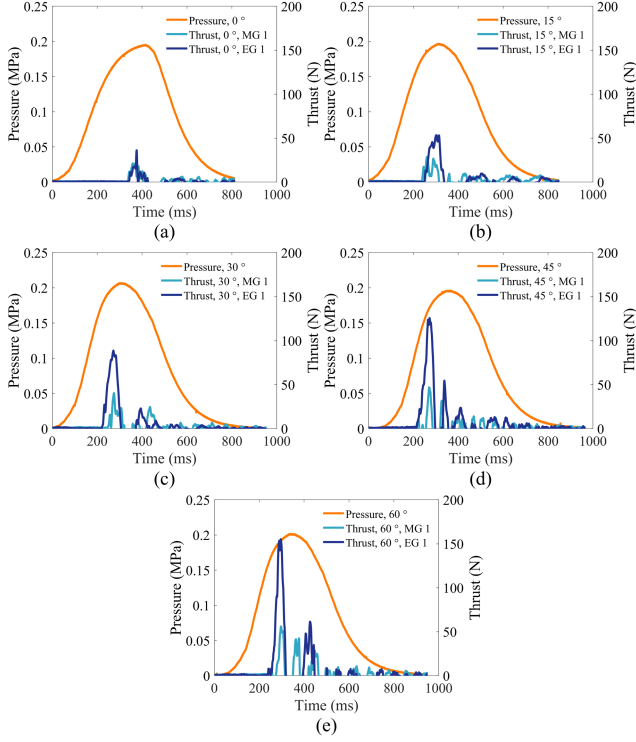 0.25
0.2
0.15
0.1
0.05
0
Pressure (MPa)
Pressure, 0 °
Thrust, 0 °, MG 1
Thrust, 0 °, EG 1
200
150
100
50
0
Thrust (N)
0 200 400 600 800 1000
Time (ms)
(a)
0.25
0.2
0.15
0.1
0.05
0
Pressure (MPa)
Pressure, 15 °
Thrust, 15 °, MG 1
Thrust, 15 °, EG 1
200
150
100
50
0
Thrust (N)
0 200 400 600 800 1000
Time (ms)
(b)
0.25
0.2
0.15
0.1
0.05
0
Pressure (MPa)
Pressure, 30 °
Thrust, 30 °, MG 1
Thrust, 30 °, EG 1
200
150
100
50
0
Thrust (N)
0 200 400 600 800 1000
Time (ms)
(c)
0.25
0.2
0.15
0.1
0.05
0
Pressure (MPa)
Pressure, 45 °
Thrust, 45 °, MG 1
Thrust, 45 °, EG 1
200
150
100
50
0
Thrust (N)
0 200 400 600 800 1000
Time (ms)
(d)
0.25
0.2
0.15
0.1
0.05
0
Pressure (MPa)
Pressure, 60 °
Thrust, 60 °, MG 1
Thrust, 60 °, EG 1
200
150
100
50
0
Thrust (N)
0 200 400 600 800 1000
Time (ms)
(e)